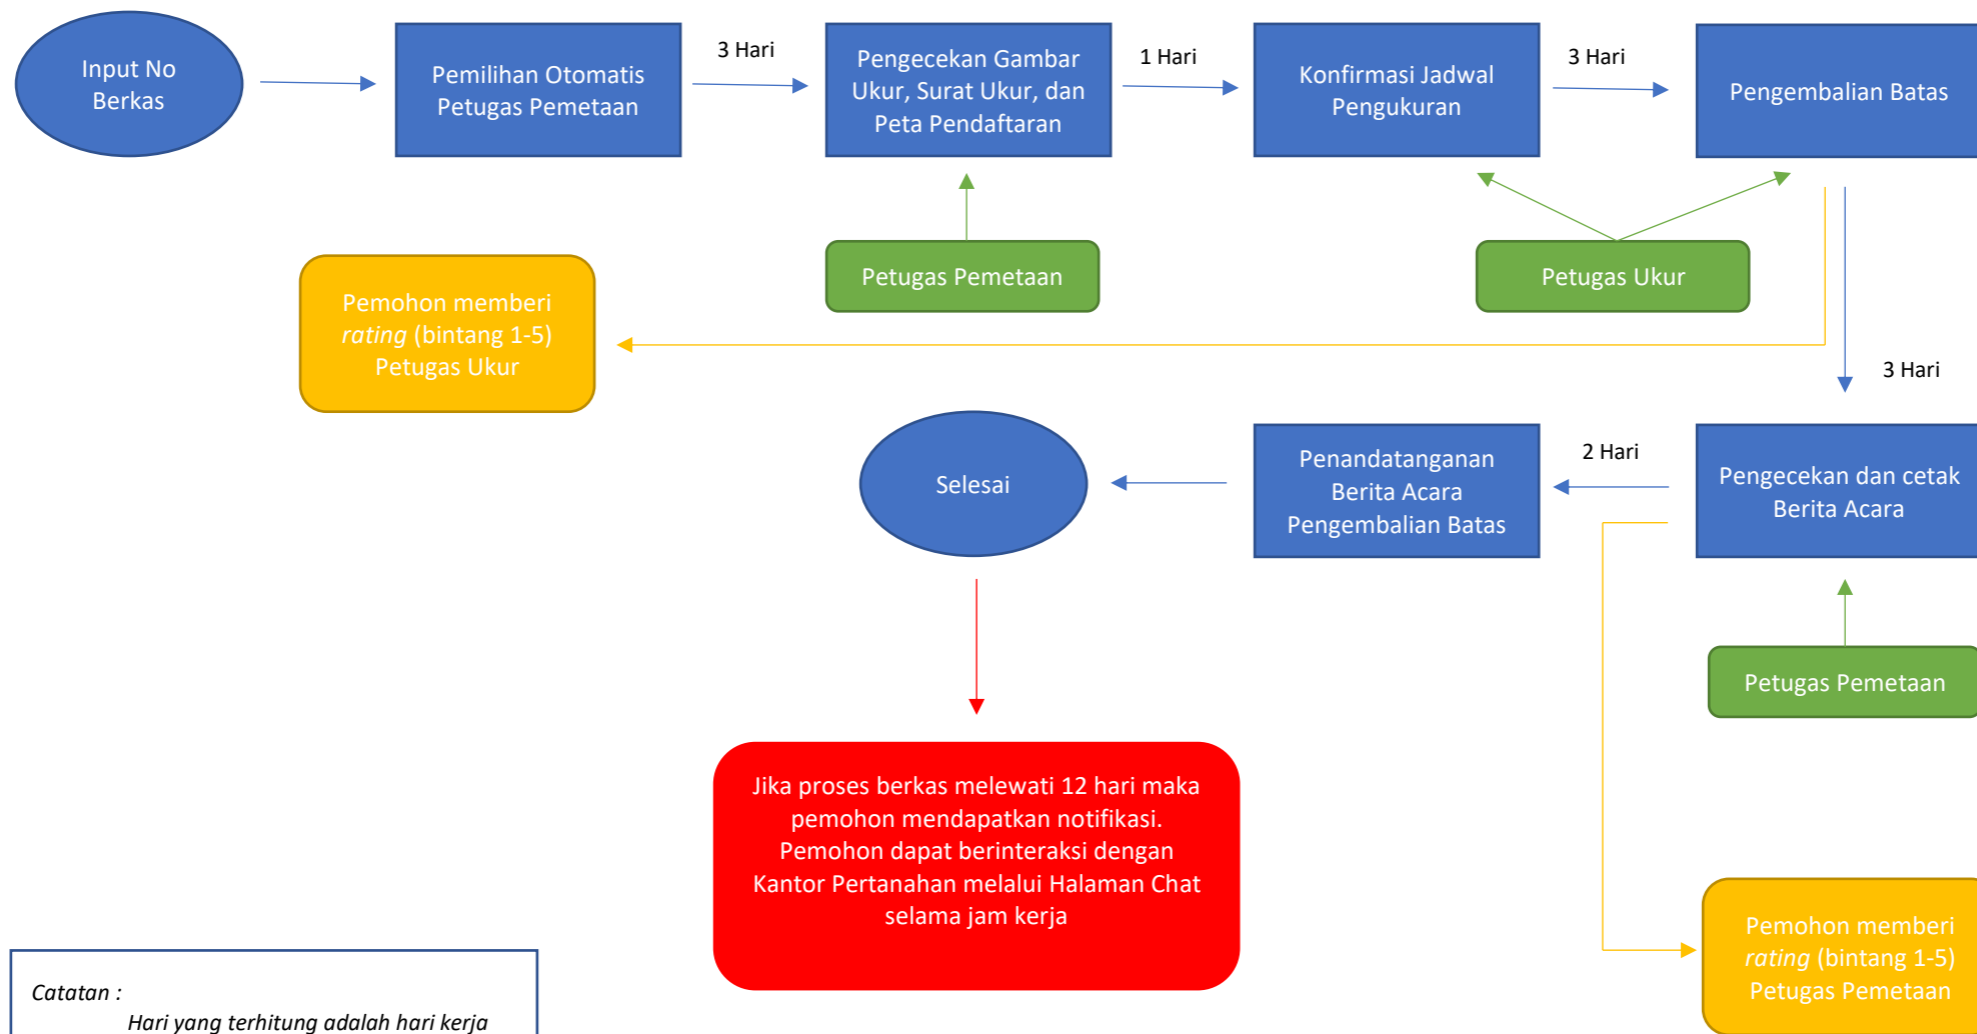 Input No
Berkas
Pemilihan Otomatis
Petugas Pemetaan
3 Hari
Pengecekan Gambar
Ukur, Surat Ukur, dan
Peta Pendaftaran
1 Hari
Konfirmasi Jadwal
Pengukuran
3 Hari
Pengembalian Batas
Petugas Pemetaan
Petugas Ukur
Pemohon memberi
rating (bintang 1-5)
Petugas Ukur
3 Hari
Selesai
Penandatanganan
Berita Acara
Pengembalian Batas
2 Hari
Pengecekan dan cetak
Berita Acara
Petugas Pemetaan
Jika proses berkas melewati 12 hari maka
pemohon mendapatkan notifikasi.
Pemohon dapat berinteraksi dengan
Kantor Pertanahan melalui Halaman Chat
selama jam kerja
Pemohon memberi
rating (bintang 1-5)
Petugas Pemetaan
Catatan :
Hari yang terhitung adalah hari kerja